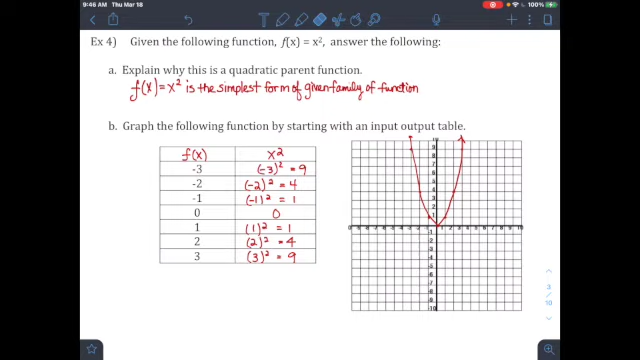 9:46 AM Thu Mar 18
100%
Ex 4) Given the following function, f(x) = x², answer the following:
a. Explain why this is a quadratic parent function.
f(x) = x² is the simplest form of given family of function
b. Graph the following function by starting with an input output table.
f(x) x²
-3 (-3)² = 9
-2 (-2)² = 4
-1 (-1)² = 1
0 0
1 (1)² = 1
2 (2)² = 4
3 (3)² = 9
3
/
10